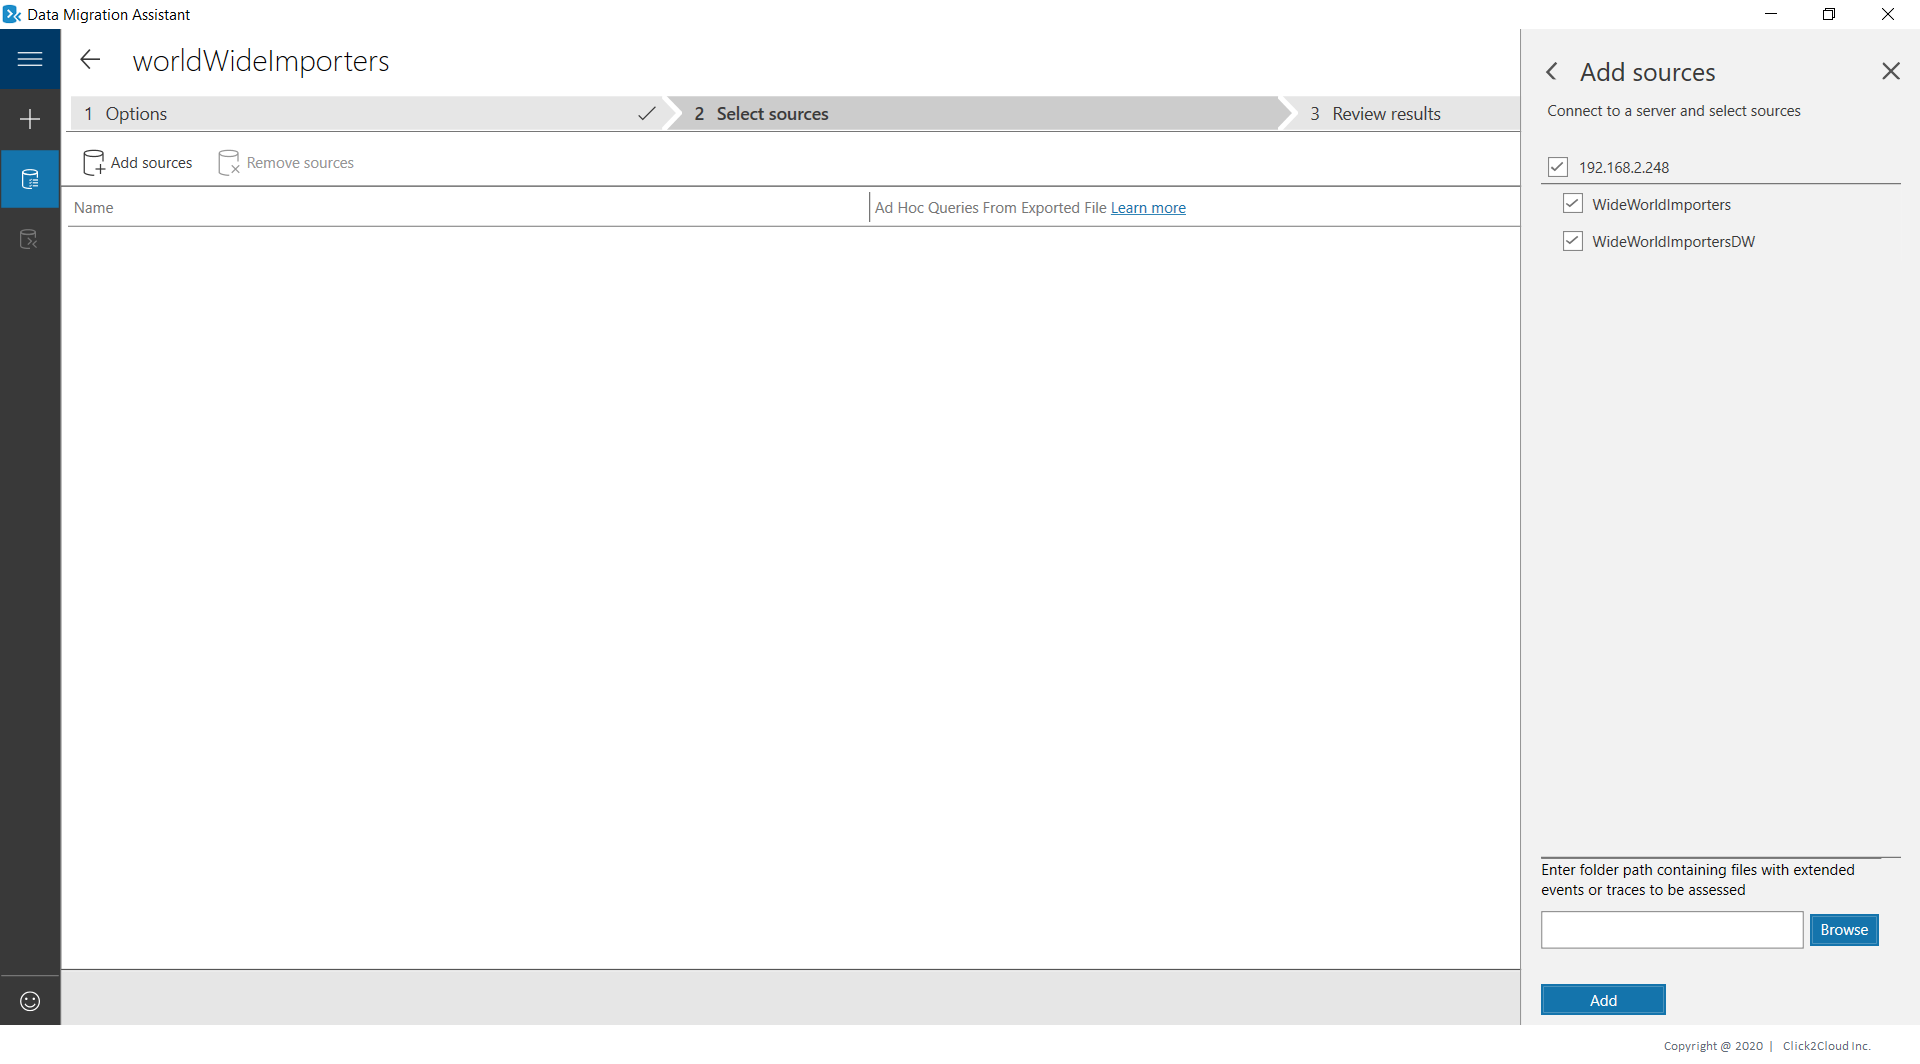 Data Migration Assistant
worldWideImporters
1 Options
2 Select sources
3 Review results
Add sources
Remove sources
Name
Ad Hoc Queries From Exported File Learn more
Add sources
Connect to a server and select sources
192.168.2.248
WideWorldImporters
WideWorldImportersDW
Enter folder path containing files with extended
events or traces to be assessed
Browse
Add
Copyright @ 2020 | Click2Cloud Inc.